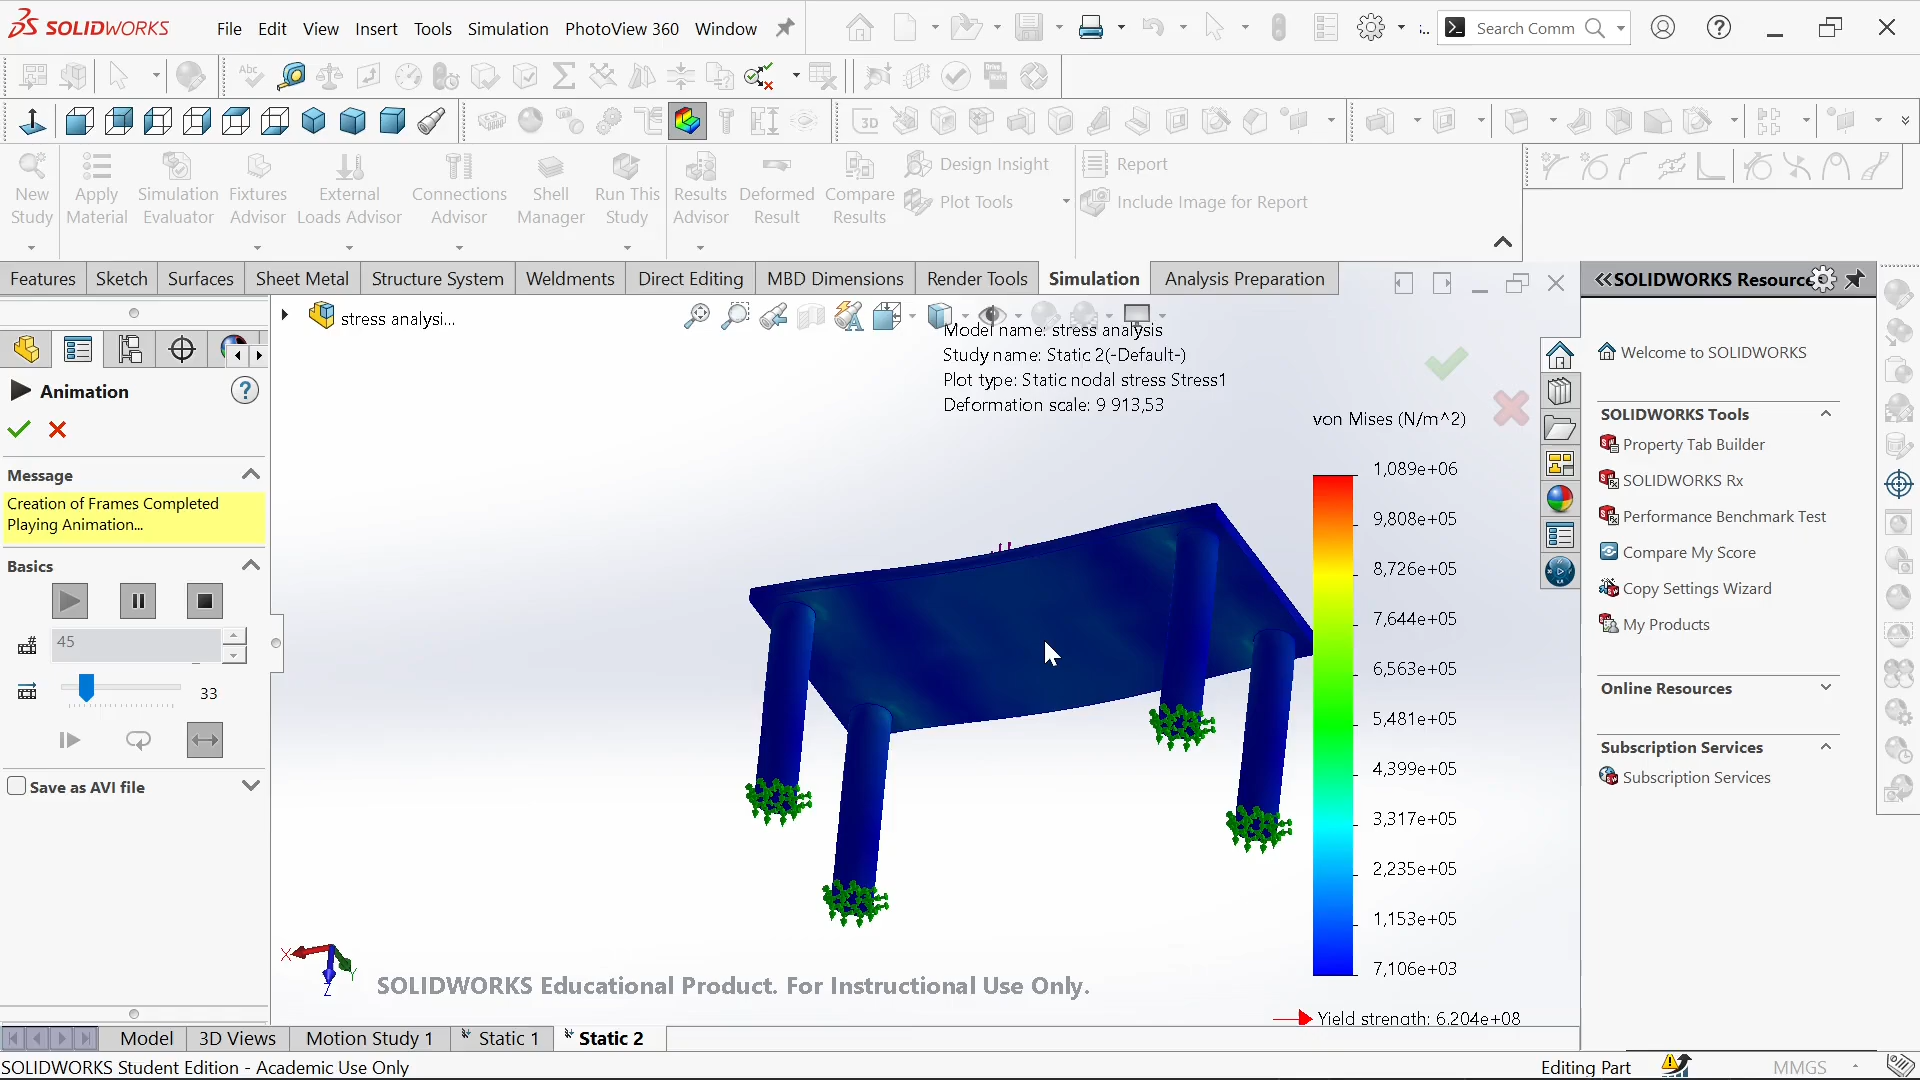 SOLIDWORKS File Edit View Insert Tools Simulation PhotoView 360 Window Search Comm
3D
New Study
Apply Material
Simulation Evaluator
Fixtures Advisor
External Loads Advisor
Connections Advisor
Shell Manager
Run This Study
Results Advisor
Deformed Result
Compare Results
Design Insight
Plot Tools
Report
Include Image for Report
Features Sketch Surfaces Sheet Metal Structure System Weldments Direct Editing MBD Dimensions Render Tools Simulation Analysis Preparation
Animation
Message
Creation of Frames Completed
Playing Animation...
Basics
45
33
Save as AVI file
stress analysi...
Model name: stress analysis
Study name: Static 2(-Default-)
Plot type: Static nodal stress Stress1
Deformation scale: 9 913,53
von Mises (N/m^2)
1,089e+06
9,808e+05
8,726e+05
7,644e+05
6,563e+05
5,481e+05
4,399e+05
3,317e+05
2,235e+05
1,153e+05
7,106e+03
Yield strength: 6.204e+08
X
Y
Z
SOLIDWORKS Educational Product. For Instructional Use Only.
SOLIDWORKS Resourc
Welcome to SOLIDWORKS
SOLIDWORKS Tools
Property Tab Builder
SOLIDWORKS Rx
Performance Benchmark Test
Compare My Score
Copy Settings Wizard
My Products
Online Resources
Subscription Services
Subscription Services
Model 3D Views Motion Study 1 Static 1 Static 2
SOLIDWORKS Student Edition - Academic Use Only
Editing Part
MMGS